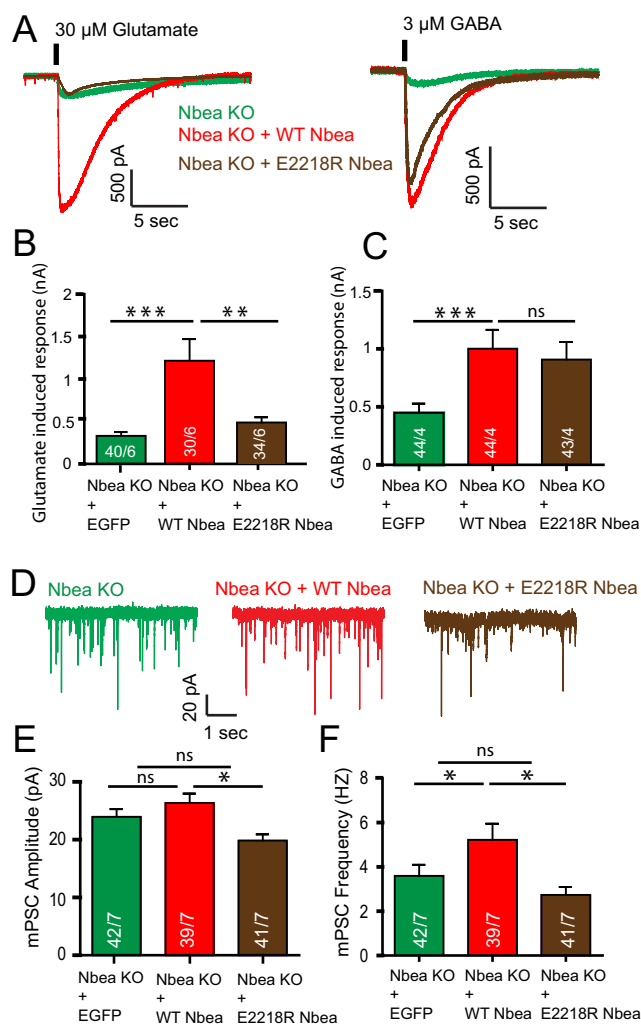 A
30 µM Glutamate
3 µM GABA
Nbea KO
Nbea KO + WT Nbea
Nbea KO + E2218R Nbea
500 pA
5 sec
500 pA
5 sec
B
Glutamate induced response (nA)
2
1.5
1
0.5
0
***
**
40/6
30/6
34/6
Nbea KO
+
EGFP
Nbea KO
+
WT Nbea
Nbea KO
+
E2218R Nbea
C
GABA induced response (nA)
1
0.5
0
***
ns
44/4
44/4
43/4
Nbea KO
+
EGFP
Nbea KO
+
WT Nbea
Nbea KO
+
E2218R Nbea
D
Nbea KO
Nbea KO + WT Nbea
Nbea KO + E2218R Nbea
20 pA
1 sec
E
mPSC Amplitude (pA)
30
20
10
0
ns
ns
*
42/7
39/7
41/7
Nbea KO
+
EGFP
Nbea KO
+
WT Nbea
Nbea KO
+
E2218R Nbea
F
mPSC Frequency (HZ)
8
6
4
2
0
ns
*
*
42/7
39/7
41/7
Nbea KO
+
EGFP
Nbea KO
+
WT Nbea
Nbea KO
+
E2218R Nbea